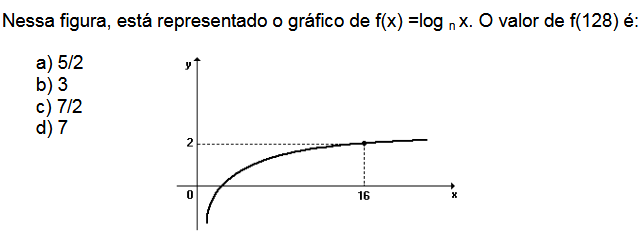 Nessa figura, está representado o gráfico de f(x) =log n x. O valor de f(128) é:
a) 5/2
b) 3
c) 7/2
d) 7
y
2
0
16
x